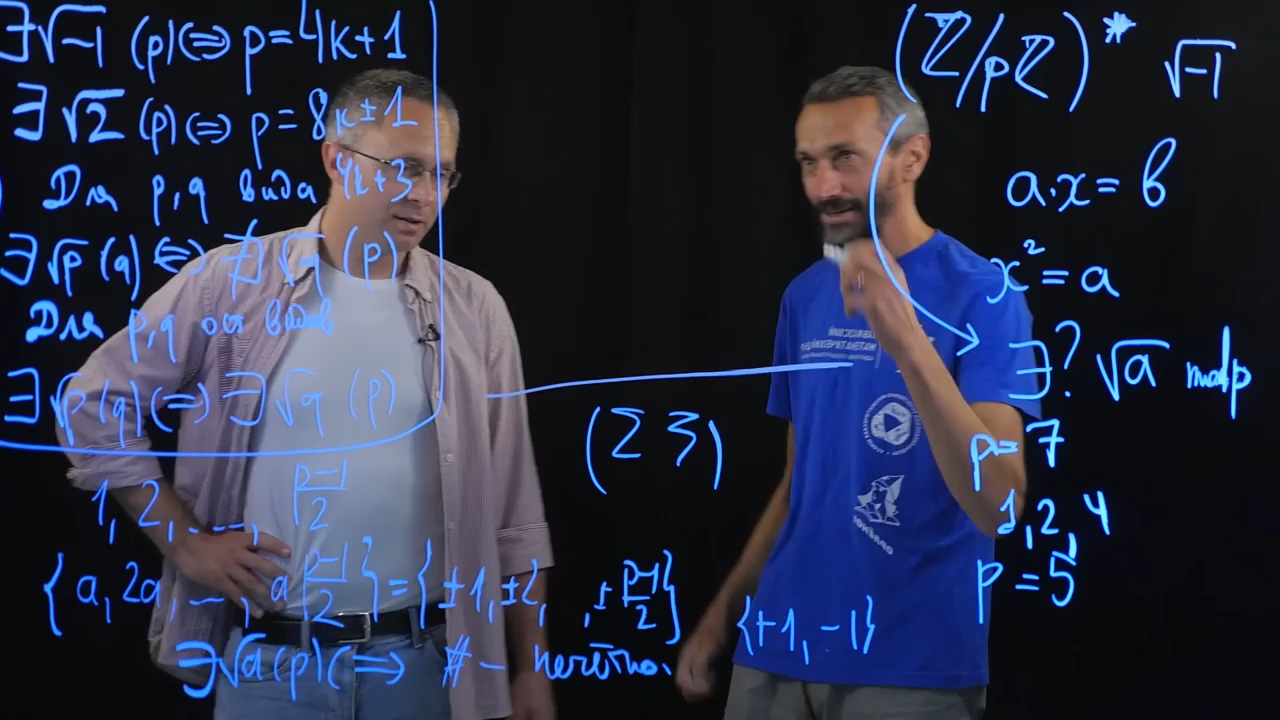 ∃√-1 (p) ⇔ p=4k+1
∃√2 (p) ⇔ p=8k±1
Для p,q вида 4k+3
∃√p (q) ⇔ ∄√q (p)
Для p,q ост видов
∃√p (q) ⇔ ∃√q (p)
1, 2, ..., (p-1)/2
{a, 2a, ..., a (p-1)/2} = {±1, ±2, , ±(p-1)/2}
∃√a(p) ⇔ # - нечётно.
(Σ 3)
{+1, -1}
(ℤ/pℤ)* √-1
a·x = b
x² = a
∃? √a mod p
p=7
1,2,4
p=5